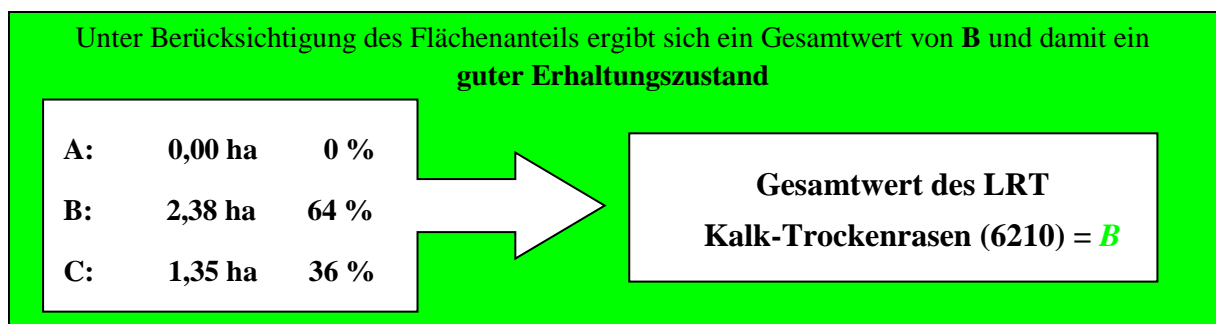 Unter Berücksichtigung des Flächenanteils ergibt sich ein Gesamtwert von B und damit ein
guter Erhaltungszustand
A: 0,00 ha 0 %
B: 2,38 ha 64 %
C: 1,35 ha 36 %
Gesamtwert des LRT
Kalk-Trockenrasen (6210) = B